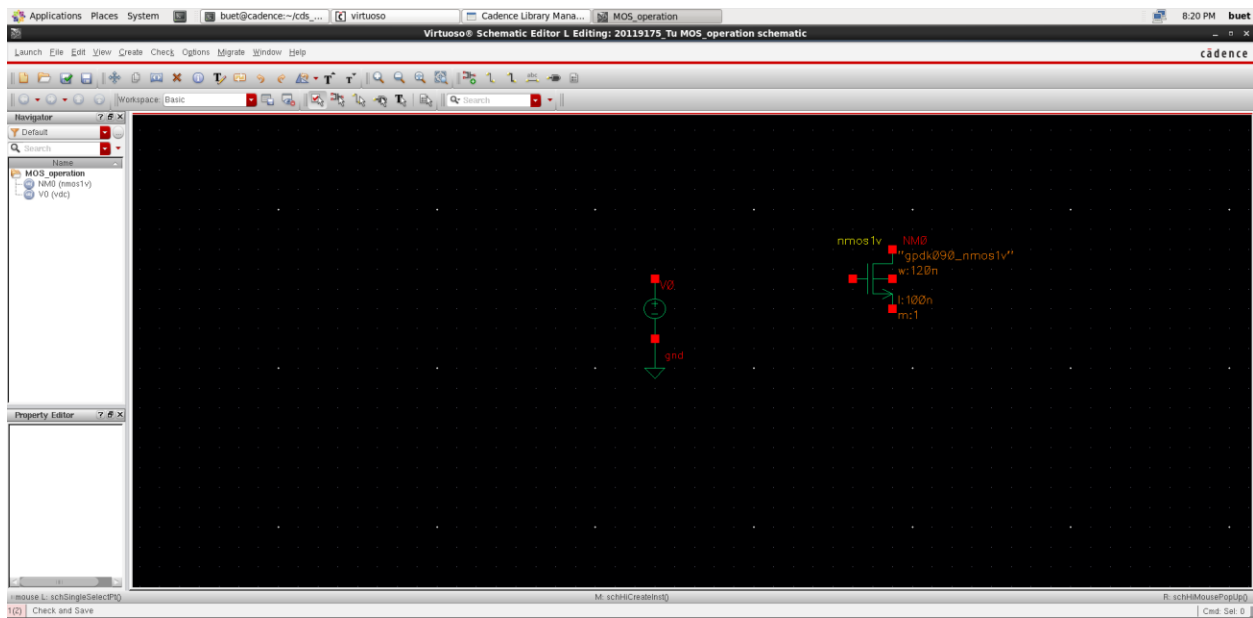 Applications Places System buet@cadence:~/cds_... virtuoso Cadence Library Mana... MOS_operation 8:20 PM buet
Virtuoso® Schematic Editor L Editing: 20119175_Tu MOS_operation schematic
Launch File Edit View Create Check Options Migrate Window Help cādence
Workspace: Basic Search
Navigator
Default
Search
Name
MOS_operation
NM0 (nmos1v)
V0 (vdc)
nmos1v NM0
"gpdk090_nmos1v"
w:120n
l:100n
m:1
V0
gnd
Property Editor
mouse L: schSingleSelectPt() M: schHiCreateInst() R: schHiMousePopUp()
1(2) Check and Save Cmd: Sel: 0